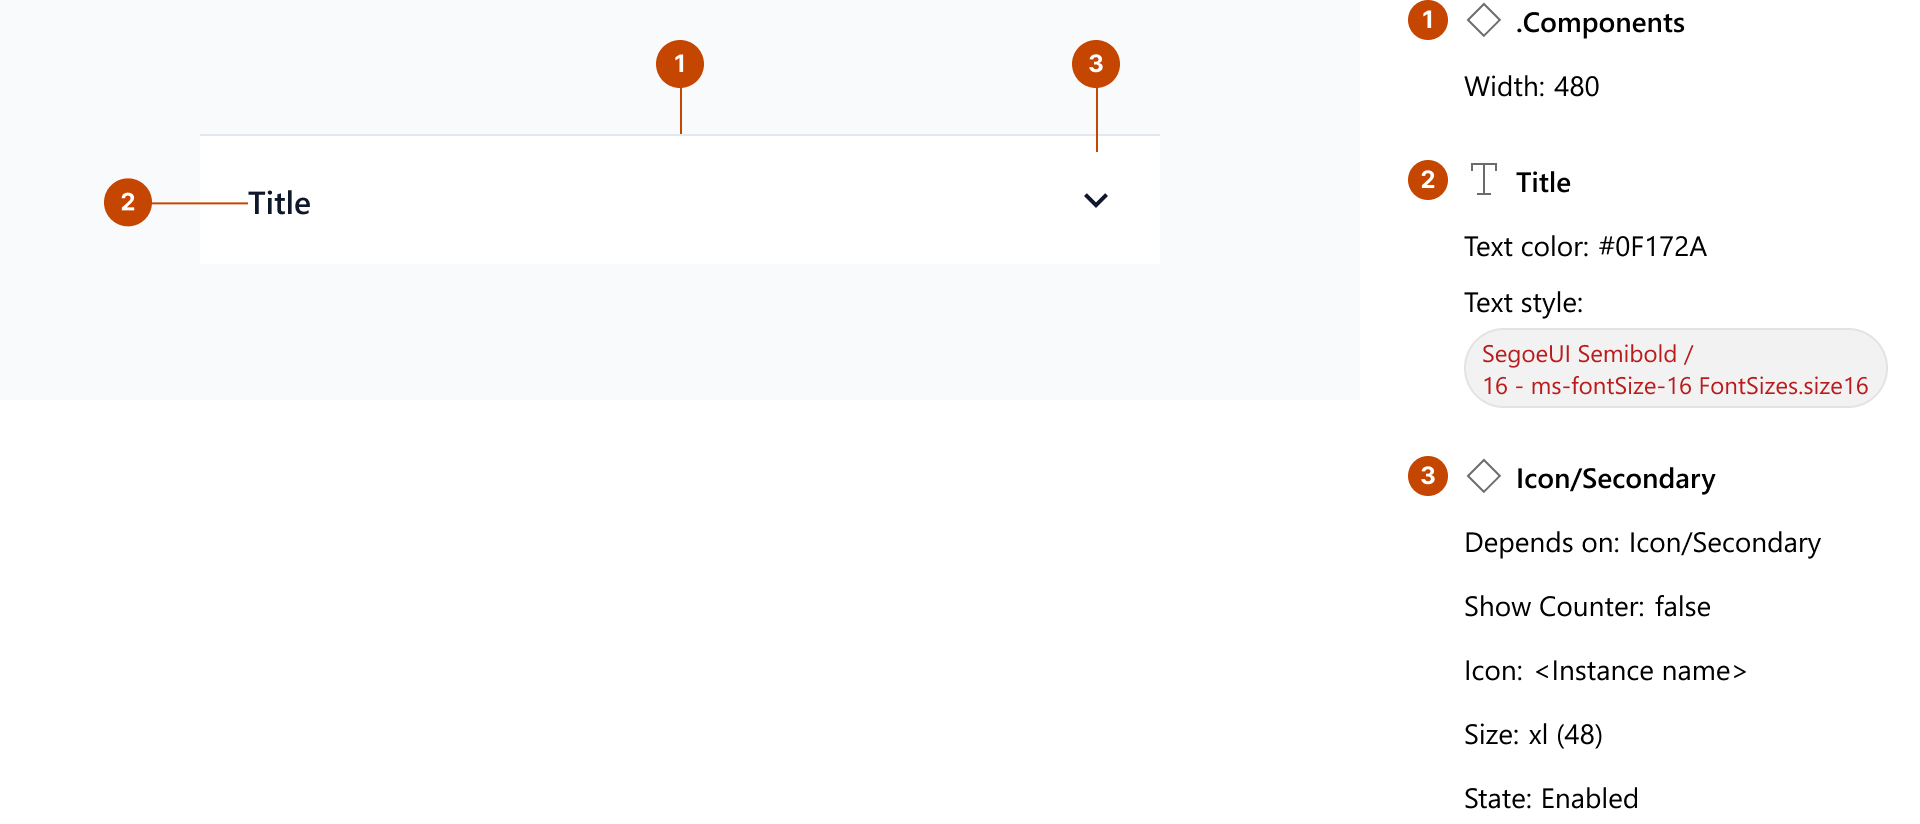 1
3
2
Title
1 .Components
Width: 480
2 Title
Text color: #0F172A
Text style:
SegoeUI Semibold /
16 - ms-fontSize-16 FontSizes.size16
3 Icon/Secondary
Depends on: Icon/Secondary
Show Counter: false
Icon: <Instance name>
Size: xl (48)
State: Enabled